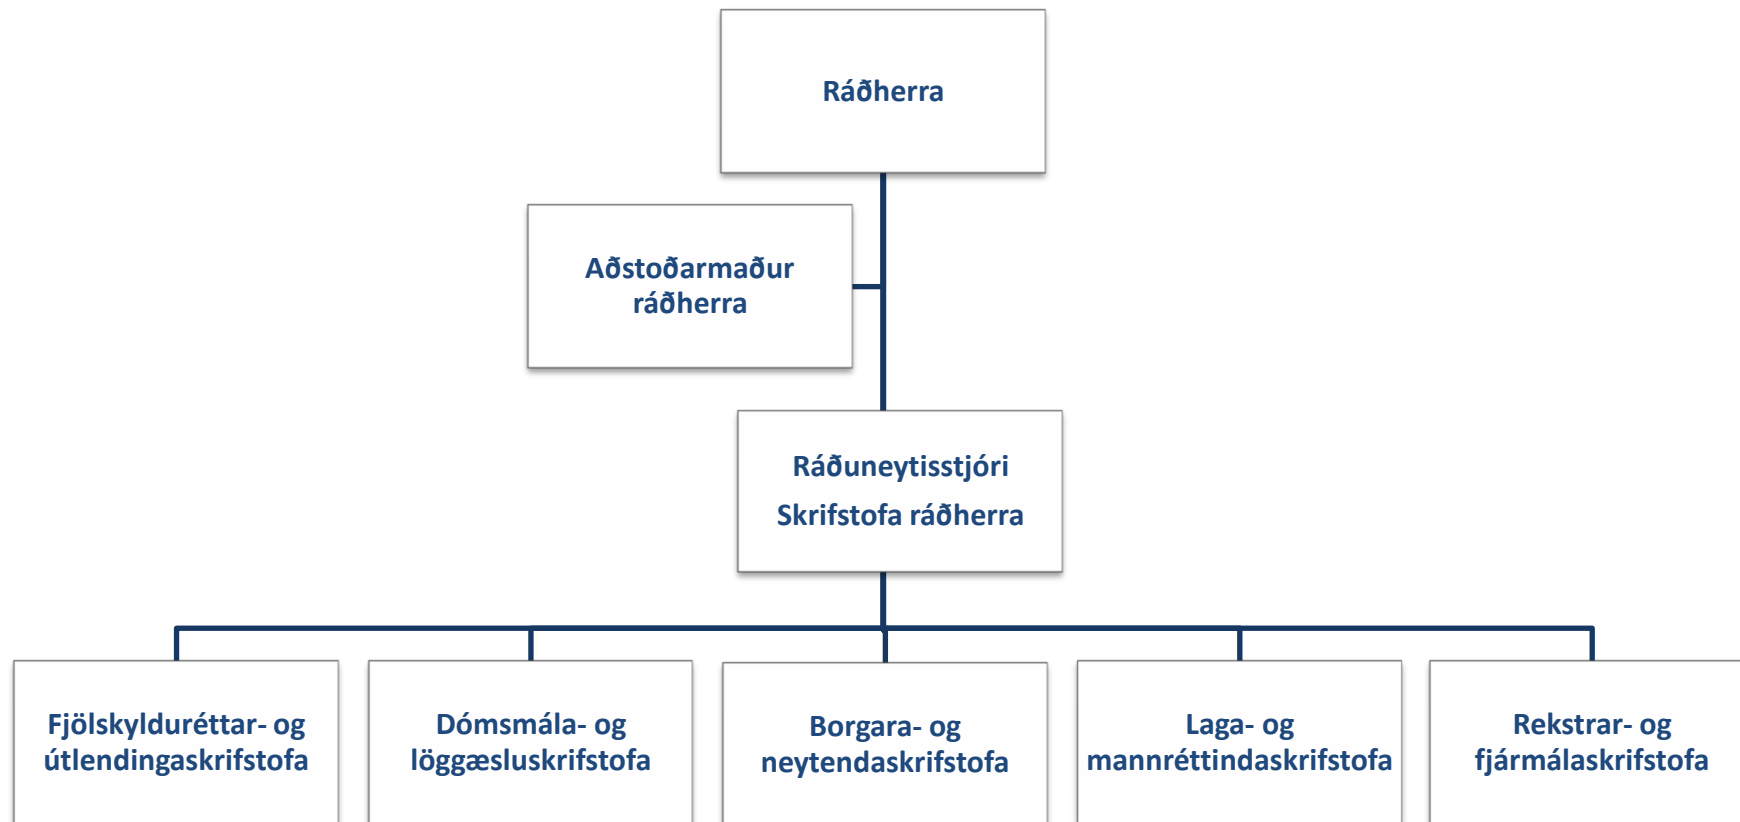 Ráðherra
Aðstoðarmaður
ráðherra
Ráðuneytisstjóri
Skrifstofa ráðherra
Fjölskylduréttar- og
útlendingaskrifstofa
Dómsmála- og
löggæsluskrifstofa
Borgara- og
neytendaskrifstofa
Laga- og
mannréttindaskrifstofa
Rekstrar- og
fjármálaskrifstofa